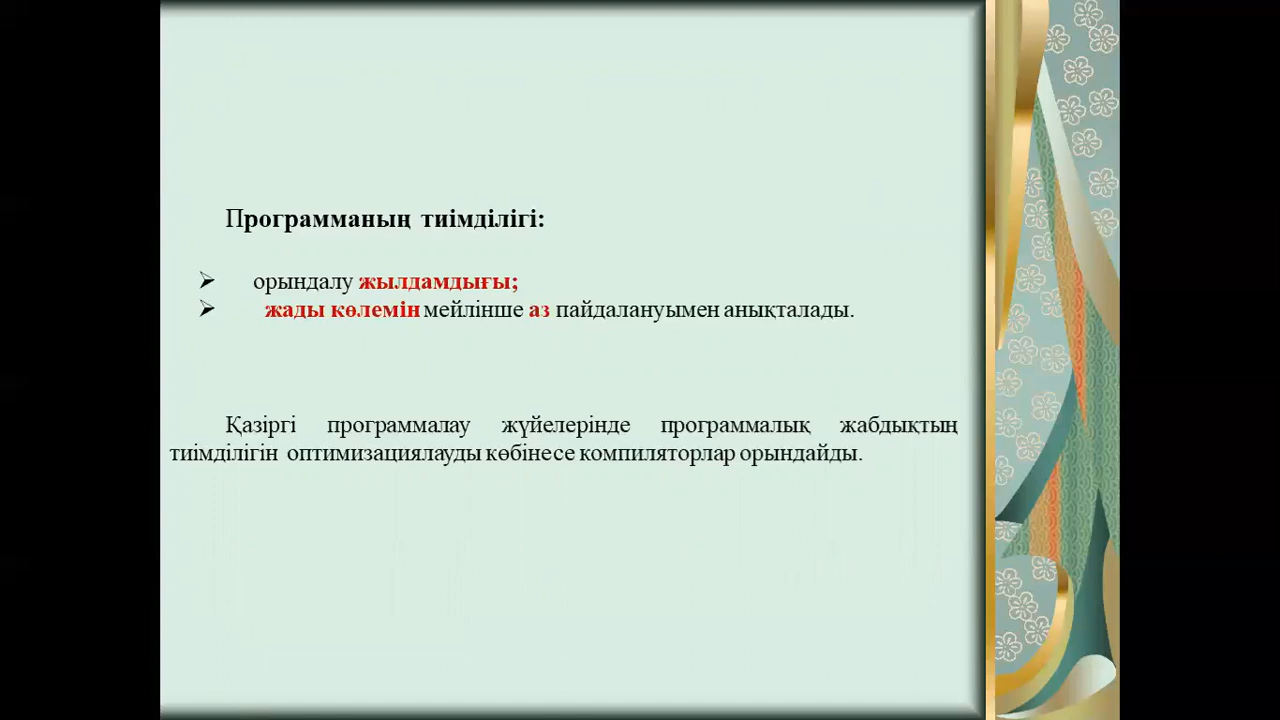 Программаның тиімділігі:
орындалу жылдамдығы;
жады көлемін мейлінше аз пайдалануымен анықталады.
Қазіргі программалау жүйелерінде программалық жабдықтың
тиімділігін оптимизациялауды көбінесе компиляторлар орындайды.